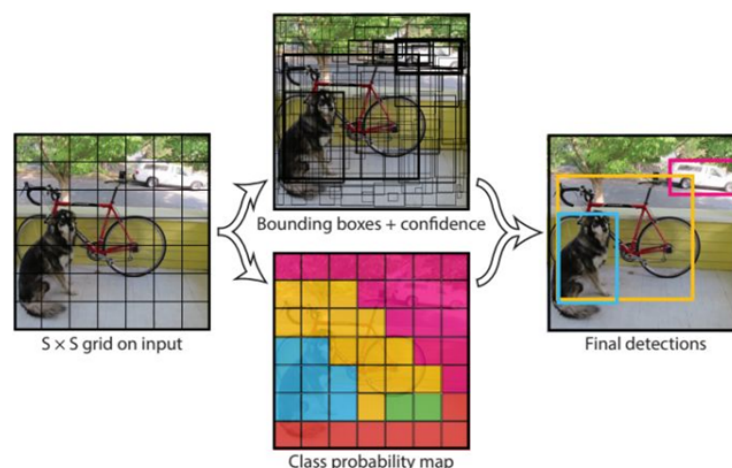 S × S grid on input
Bounding boxes + confidence
Class probability map
Final detections